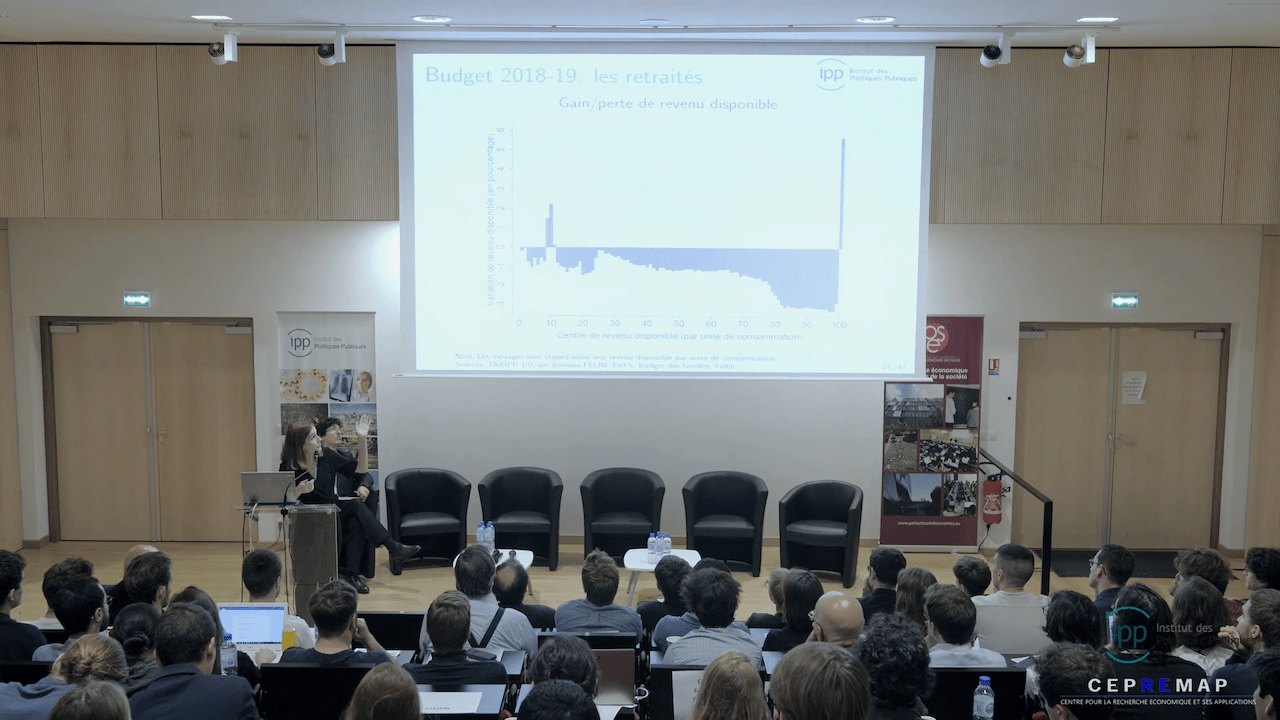 Budget 2018-19: les retraités
ipp Institut des
Politiques Publiques
Gain/perte de revenu disponible
Variation de revenu disponible (en pourcentage)
6
5
4
3
2
1
0
-1
-2
-3
0 10 20 30 40 50 60 70 80 90 100
Centile de revenu disponible (par unité de consommation)
Note: Les ménages sont classés selon leur revenu disponible par unité de consommation.
Sources: TAXIPP 1.0, sur données FELIN, ERFS, Budget des familles, Fidéli
ipp Institut des
Politiques Publiques
pse
économique
de la société
www.parisschoolofeconomics.eu
ipp Institut des
CEPREMAP
CENTRE POUR LA RECHERCHE ECONOMIQUE ET SES APPLICATIONS